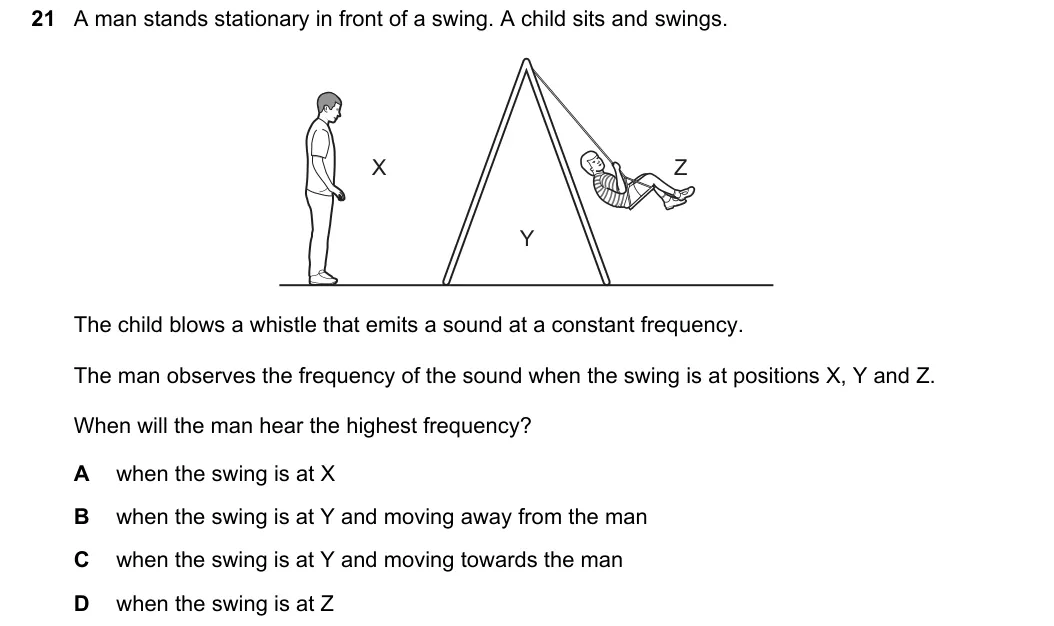 21 A man stands stationary in front of a swing. A child sits and swings.
X
Z
Y
The child blows a whistle that emits a sound at a constant frequency.
The man observes the frequency of the sound when the swing is at positions X, Y and Z.
When will the man hear the highest frequency?
A when the swing is at X
B when the swing is at Y and moving away from the man
C when the swing is at Y and moving towards the man
D when the swing is at Z